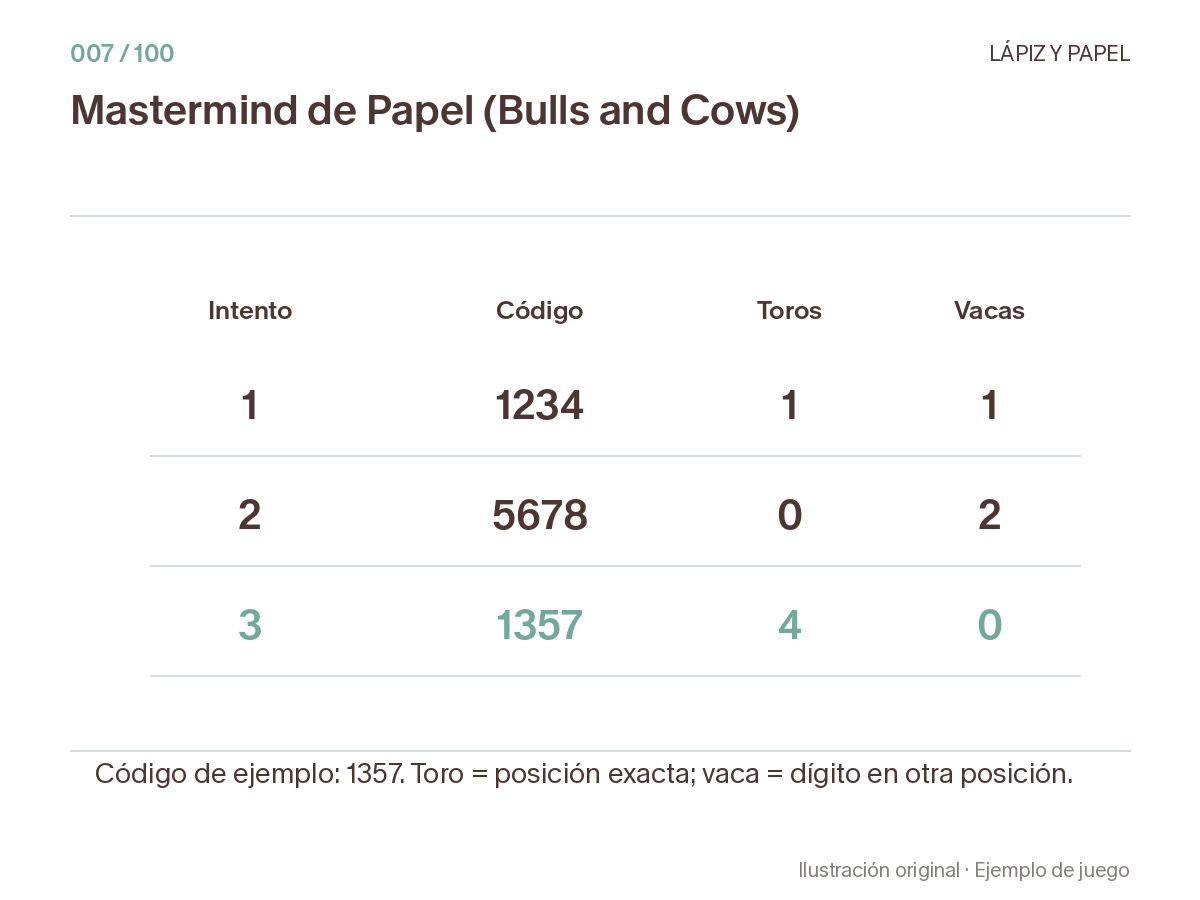 007 / 100
LÁPIZ Y PAPEL
Mastermind de Papel (Bulls and Cows)
Intento Código Toros Vacas
1 1234 1 1
2 5678 0 2
3 1357 4 0
Código de ejemplo: 1357. Toro = posición exacta; vaca = dígito en otra posición.
Ilustración original · Ejemplo de juego